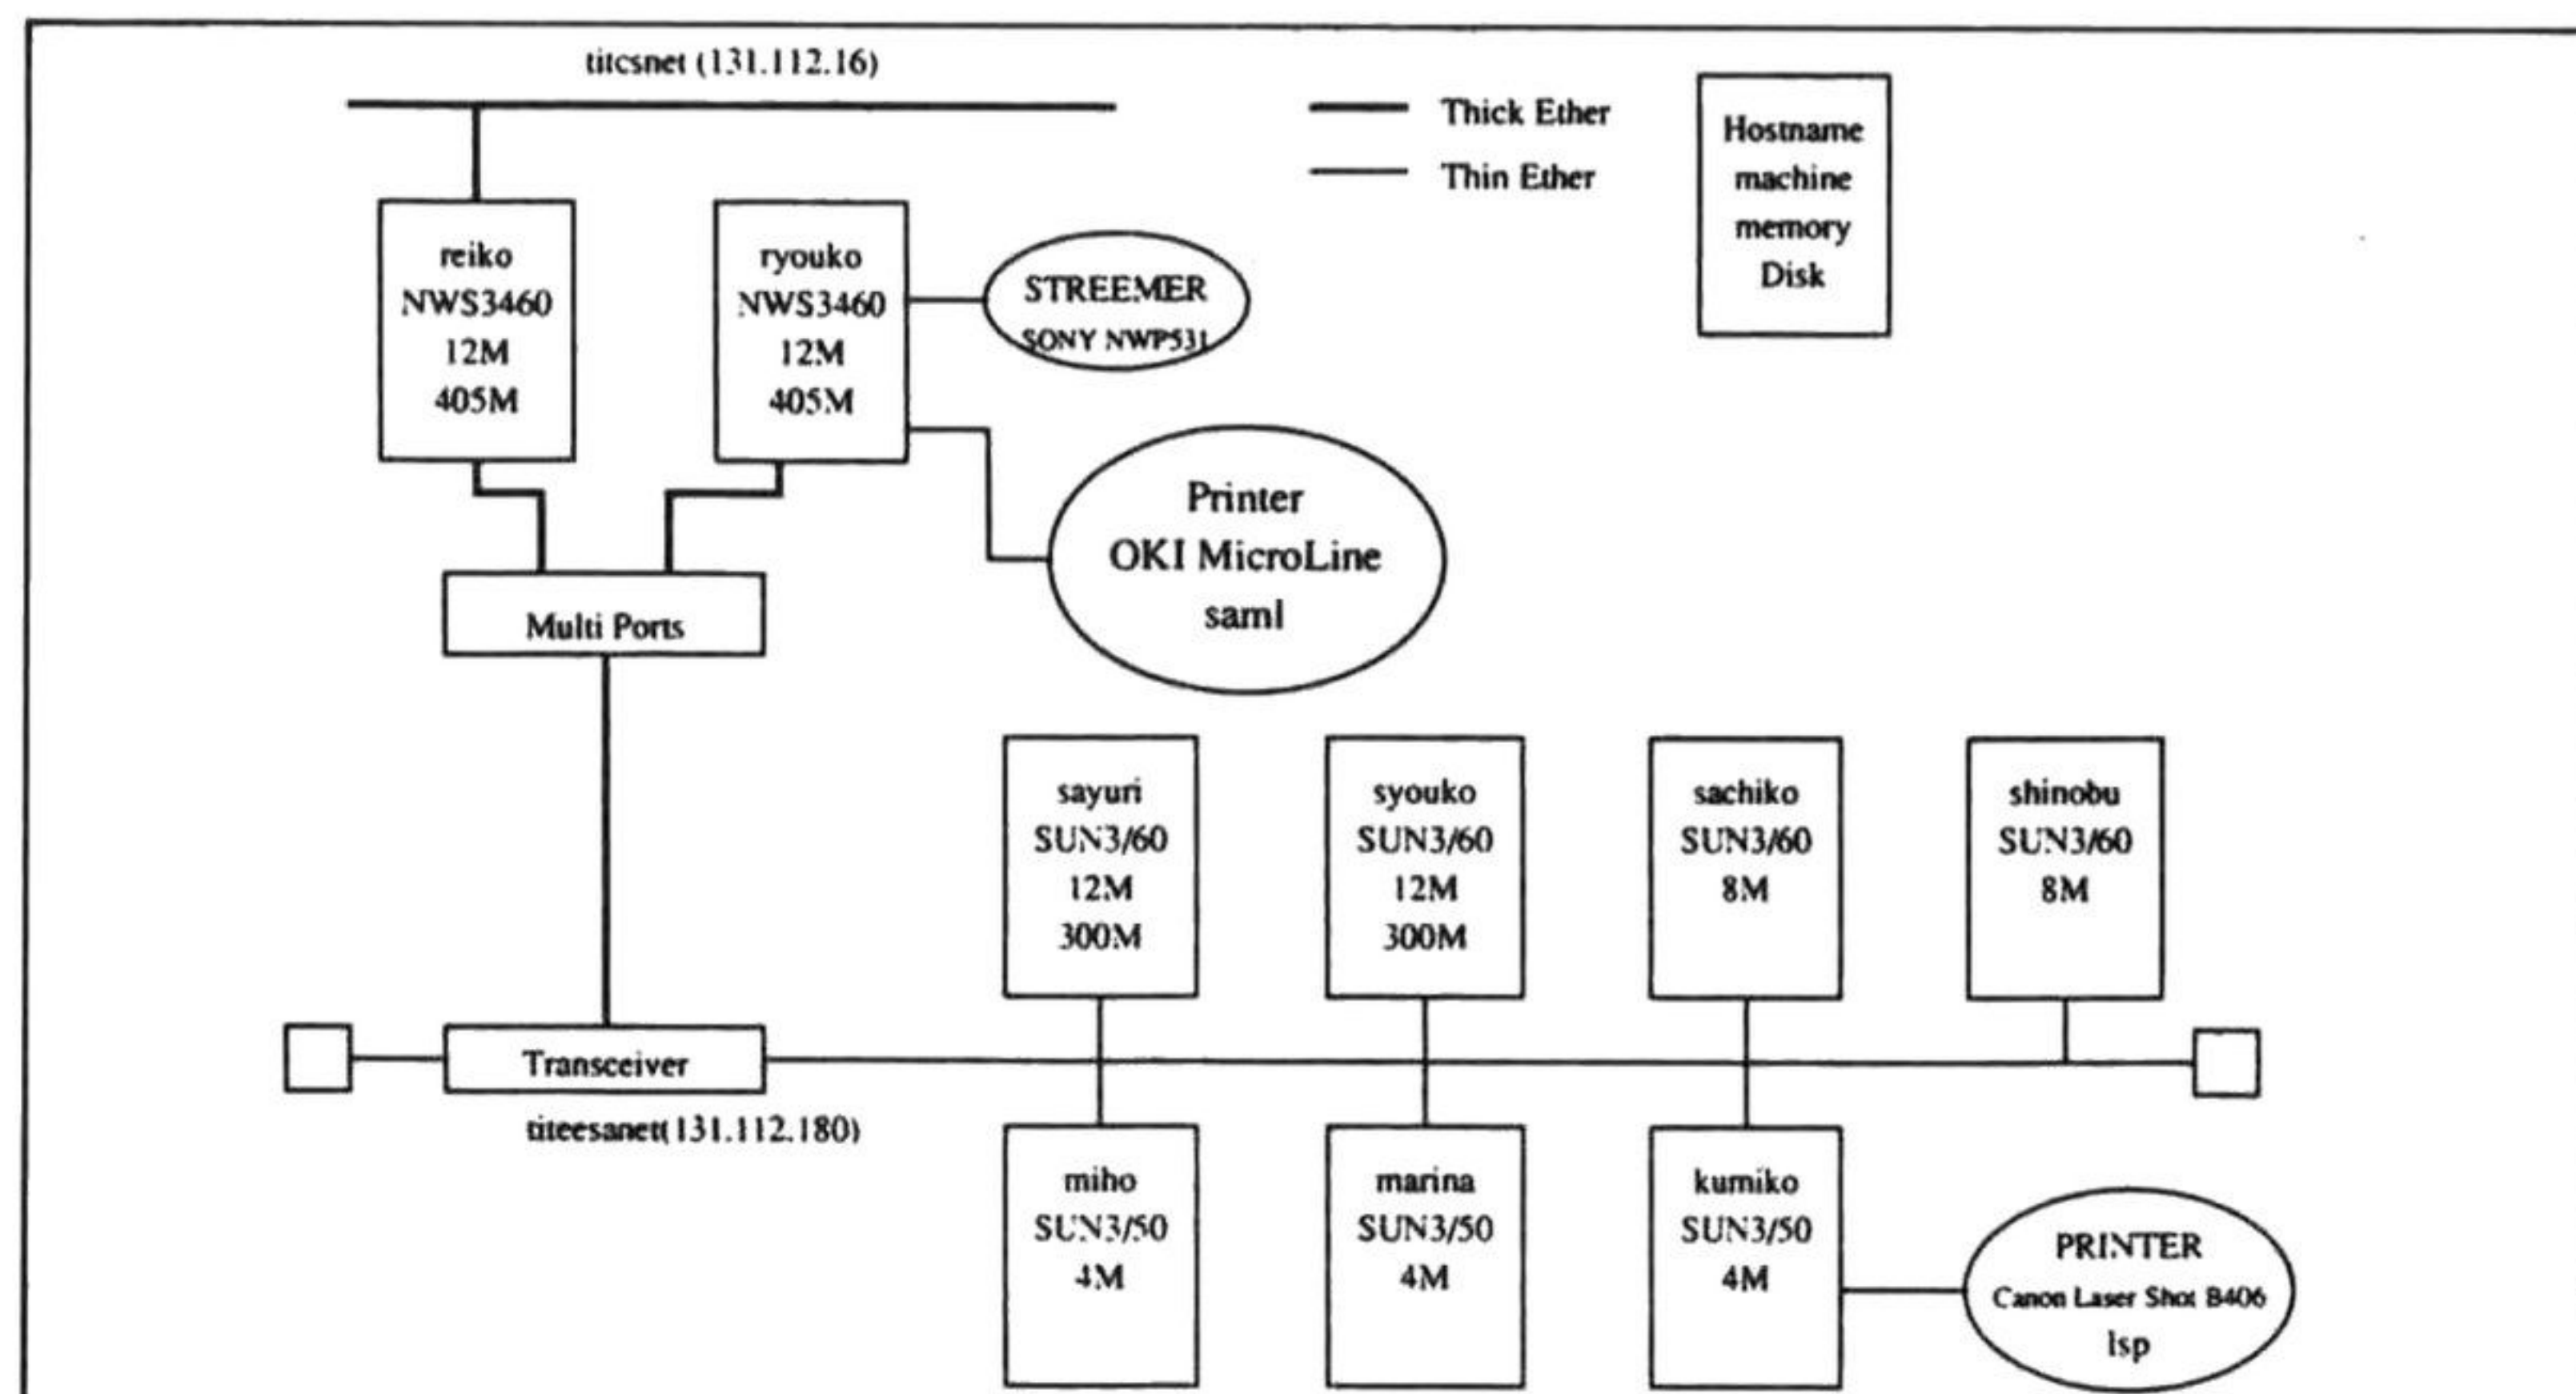 titcsnet (131.112.16)
Thick Ether
Thin Ether
Hostname
machine
memory
Disk
reiko
NWS3460
12M
405M
ryouko
NWS3460
12M
405M
STREEMER
SONY NWP531
Printer
OKI MicroLine
saml
Multi Ports
sayuri
SUN3/60
12M
300M
syouko
SUN3/60
12M
300M
sachiko
SUN3/60
8M
shinobu
SUN3/60
8M
Transceiver
titeesanet(131.112.180)
miho
SUN3/50
4M
marina
SUN3/50
4M
kumiko
SUN3/50
4M
PRINTER
Canon Laser Shot B406
lsp